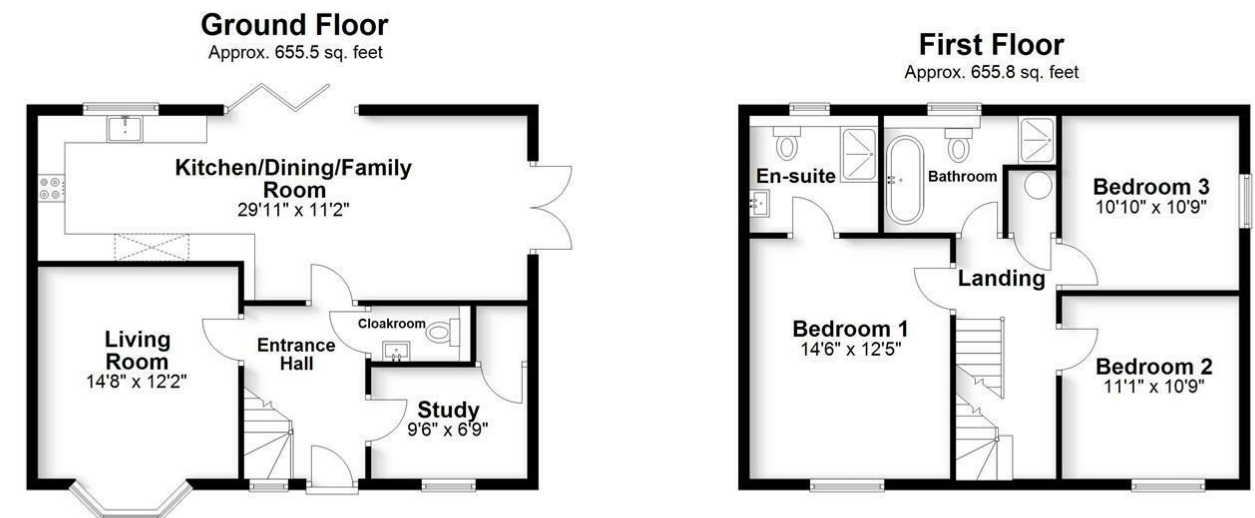 Ground Floor
Approx. 655.5 sq. feet
Kitchen/Dining/Family
Room
29'11" x 11'2"
Living
Room
14'8" x 12'2"
Entrance
Hall
Cloakroom
Study
9'6" x 6'9"
First Floor
Approx. 655.8 sq. feet
En-suite
Bathroom
Bedroom 3
10'10" x 10'9"
Landing
Bedroom 1
14'6" x 12'5"
Bedroom 2
11'1" x 10'9"